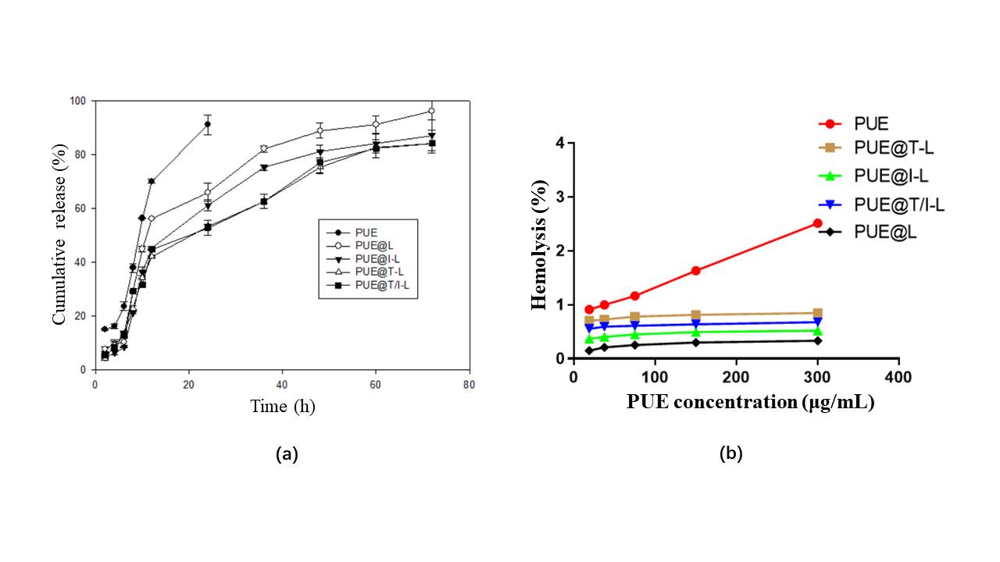 100
80
60
40
20
0
Cumulative release (%)
0 20 40 60 80
Time (h)
PUE
PUE@L
PUE@I-L
PUE@T-L
PUE@T/I-L
(a)
4
3
2
1
0
Hemolysis (%)
0 100 200 300 400
PUE concentration (μg/mL)
PUE
PUE@T-L
PUE@I-L
PUE@T/I-L
PUE@L
(b)